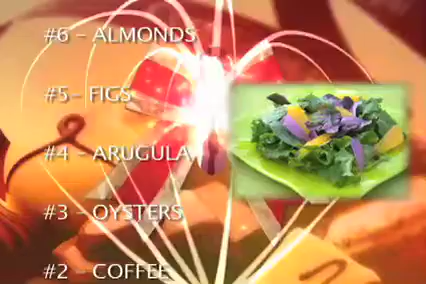 #6 - ALMONDS
#5- FIGS
#4 - ARUGULA
#3 - OYSTERS
#2 - COFFEE